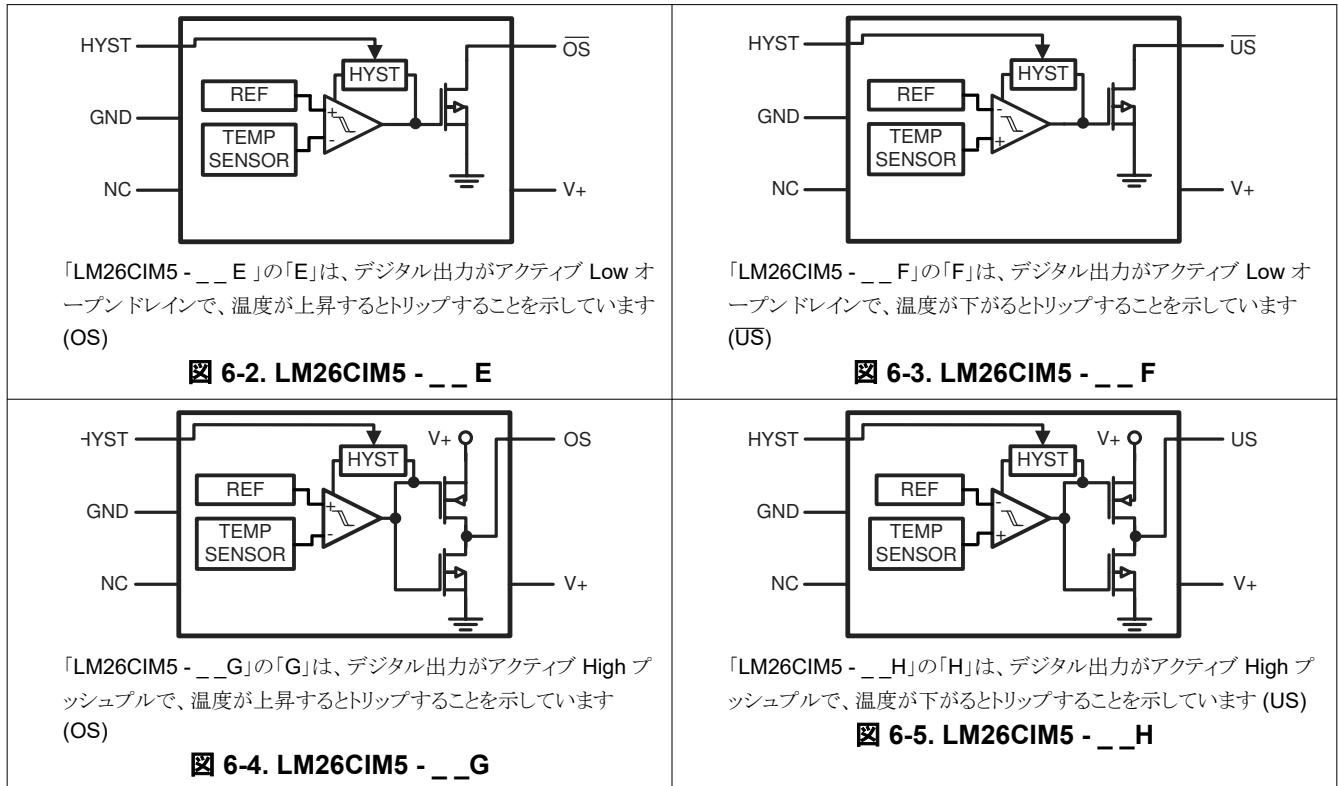 HYST
OS
HYST
REF
+
GND
TEMP
SENSOR
-
NC
V+
「LM26CIM5 - _ _ E 」の「E」は、デジタル出力がアクティブ Low オ
ープンドレインで、温度が上昇するとトリップすることを示しています
(OS)
図 6-2. LM26CIM5 - _ _ E
HYST
US
HYST
REF
-
GND
TEMP
SENSOR
+
NC
V+
「LM26CIM5 - _ _ F」の「F」は、デジタル出力がアクティブ Low オ
ープンドレインで、温度が下がるとトリップすることを示しています
(US)
図 6-3. LM26CIM5 - _ _ F
HYST
V+
OS
HYST
REF
+
GND
TEMP
SENSOR
-
NC
V+
「LM26CIM5 - _ _G」の「G」は、デジタル出力がアクティブ High プ
ッシュプルで、温度が上昇するとトリップすることを示しています
(OS)
図 6-4. LM26CIM5 - _ _G
HYST
V+
US
HYST
REF
-
GND
TEMP
SENSOR
+
NC
V+
「LM26CIM5 - _ _H」の「H」は、デジタル出力がアクティブ High プ
ッシュプルで、温度が下がるとトリップすることを示しています (US)
図 6-5. LM26CIM5 - _ _H